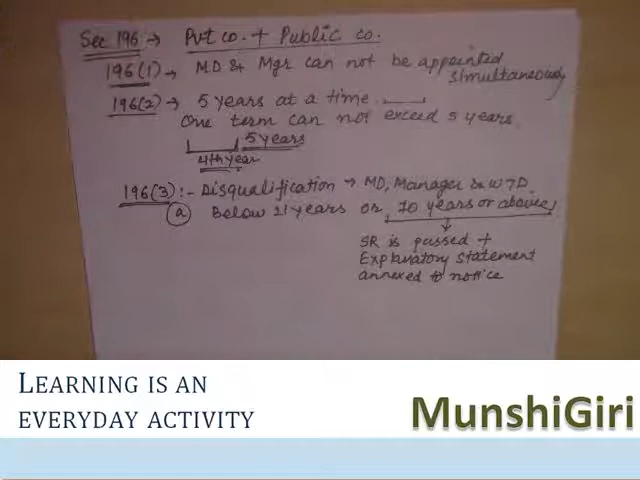 Sec 196 → Pvt co. + Public co.
196(1) → MD & Mgr can not be appointed
simultaneously
196(2) → 5 years at a time
One term can not exceed 5 years.
5 years
4th year
196(3) :- Disqualification → MD, Manager & WTD
(a) Below 21 years or, 70 years or above,
SR is passed +
Explanatory statement
annexed to notice
LEARNING IS AN
EVERYDAY ACTIVITY
MunshiGiri